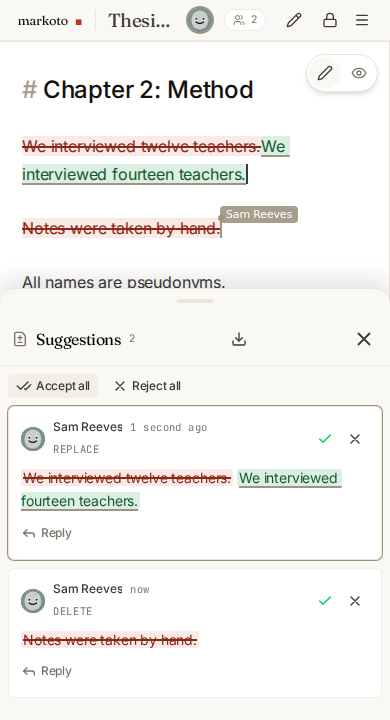 markoto Thesi... 2
# Chapter 2: Method
We interviewed twelve teachers.We
interviewed fourteen teachers.
Sam Reeves
Notes were taken by hand.
All names are pseudonyms.
Suggestions 2
Accept all Reject all
Sam Reeves 1 second ago
REPLACE
We interviewed twelve teachers. We interviewed
fourteen teachers.
Reply
Sam Reeves now
DELETE
Notes were taken by hand.
Reply